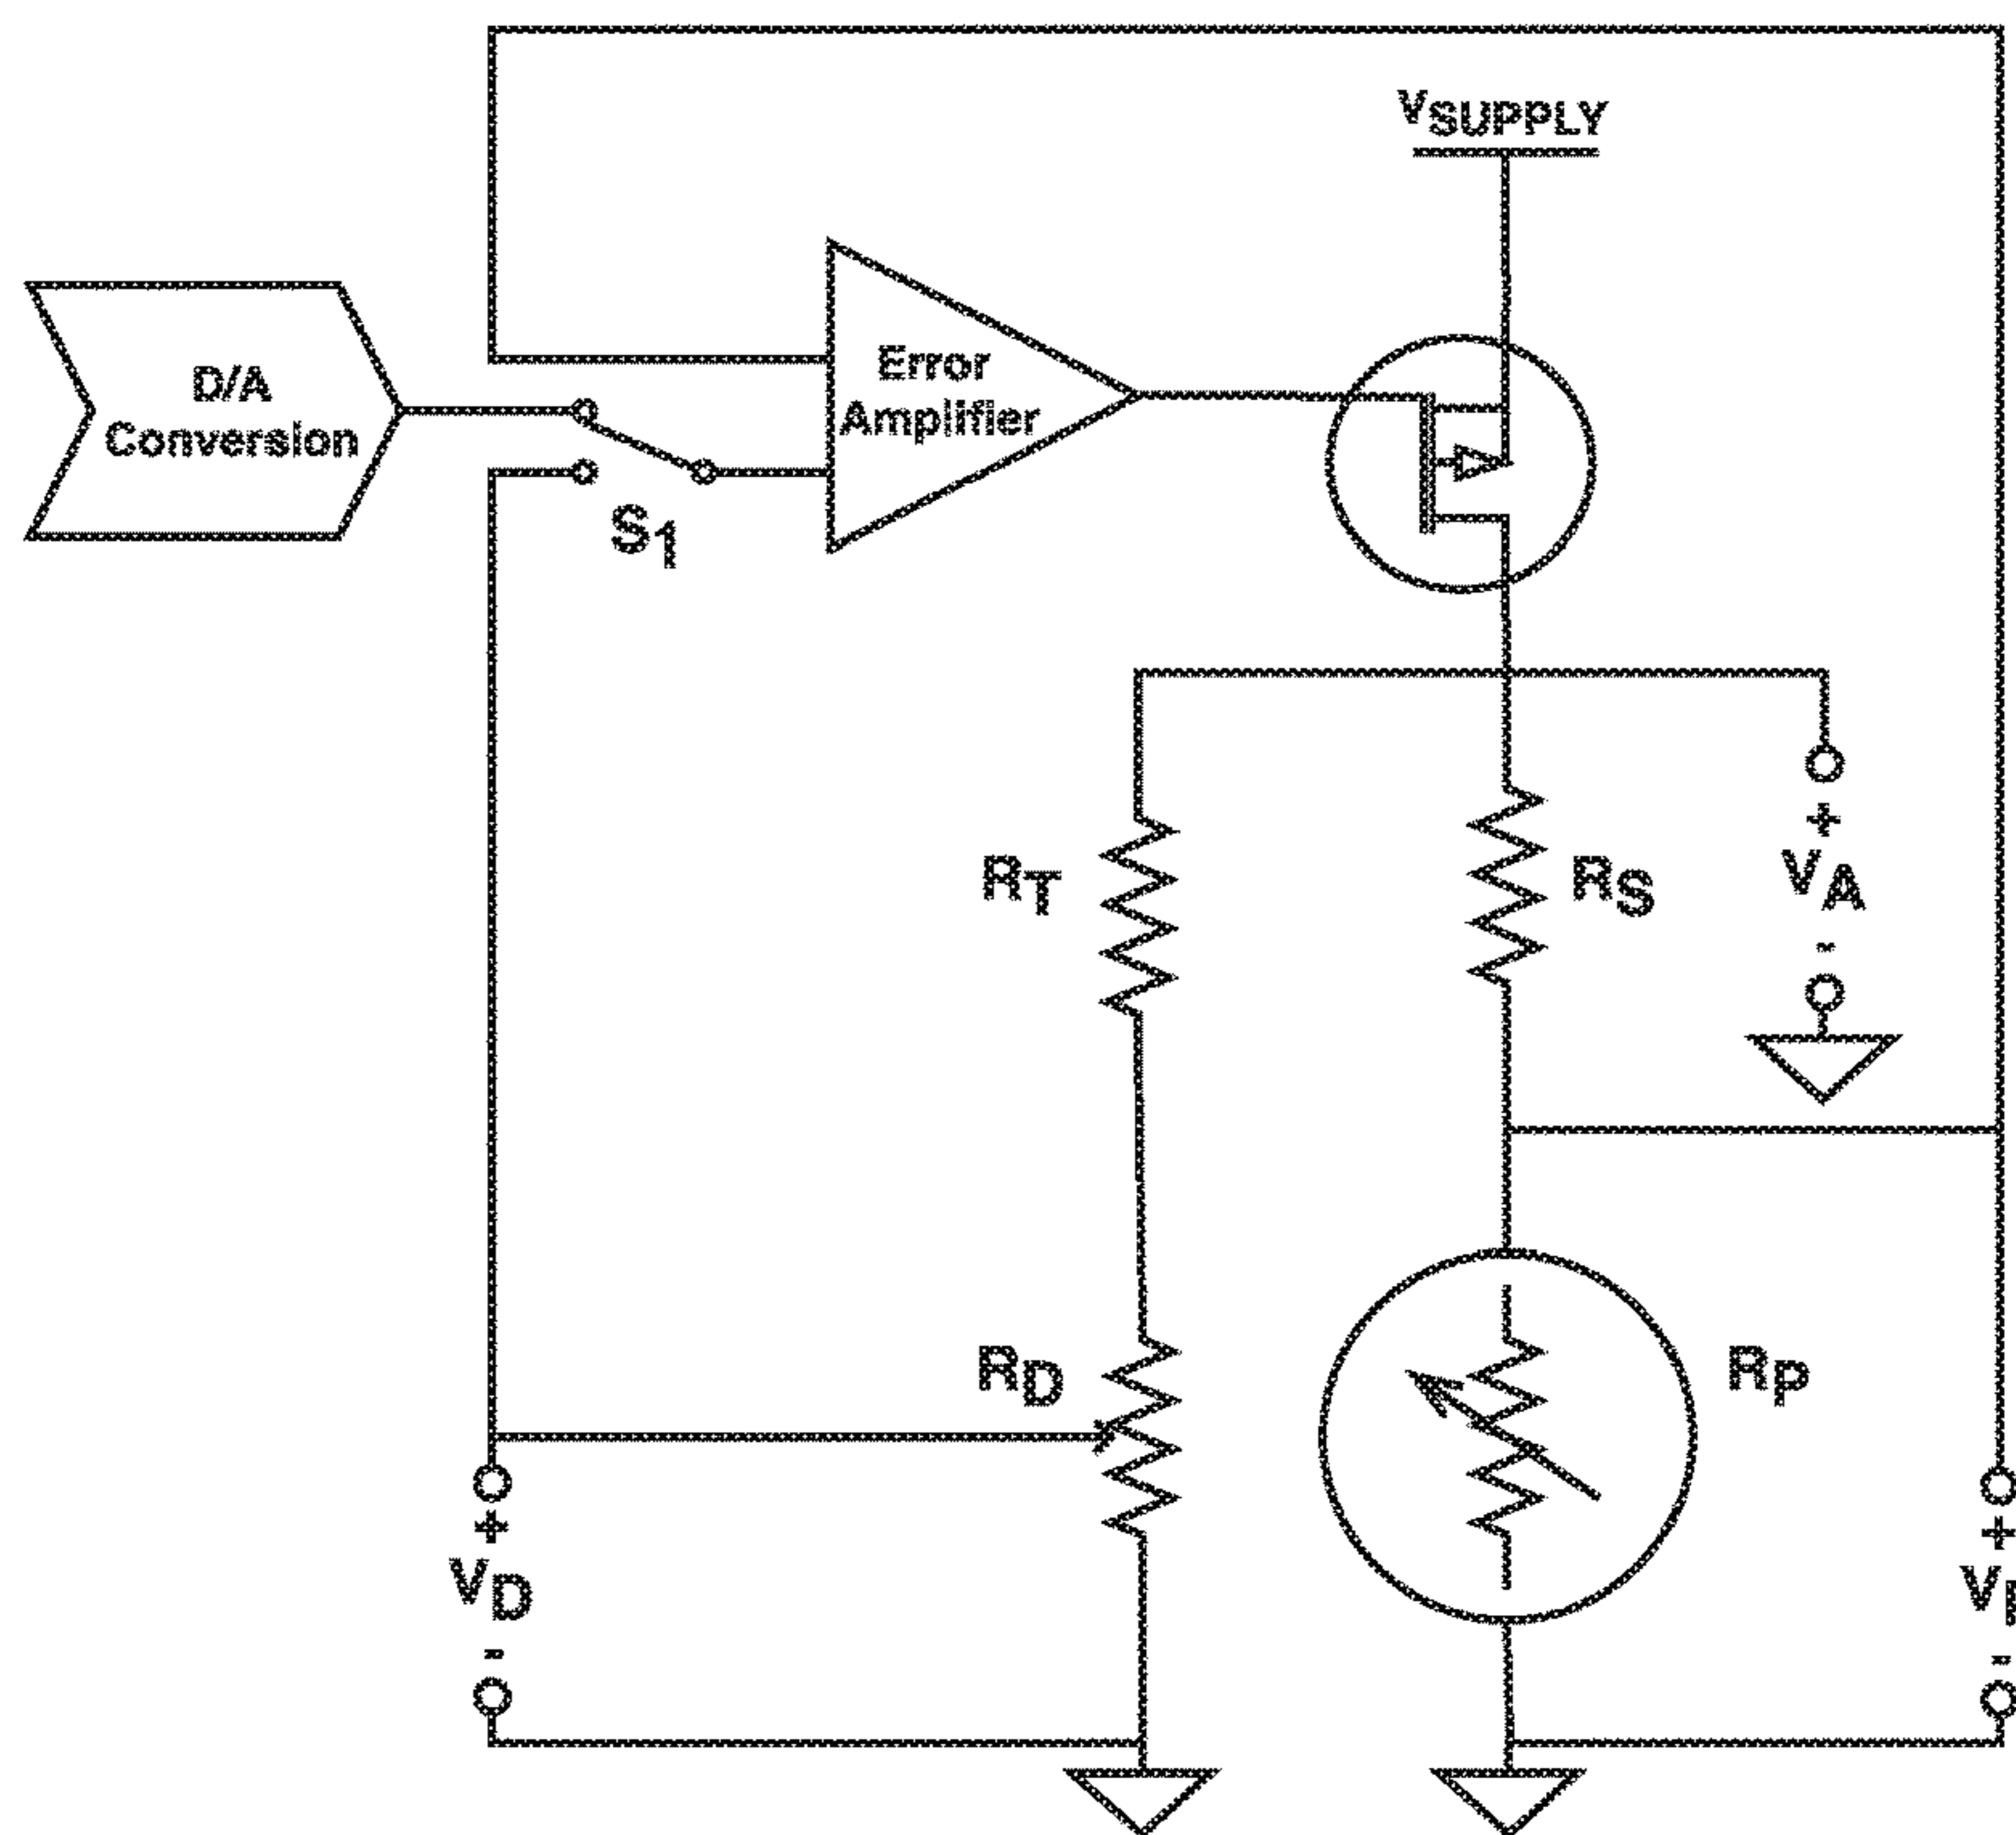 VSUPPLY
D/A
Conversion
Error
Amplifier
S1
RT
RS
+
VA
-
RD
RP
+
VD
-
+
-